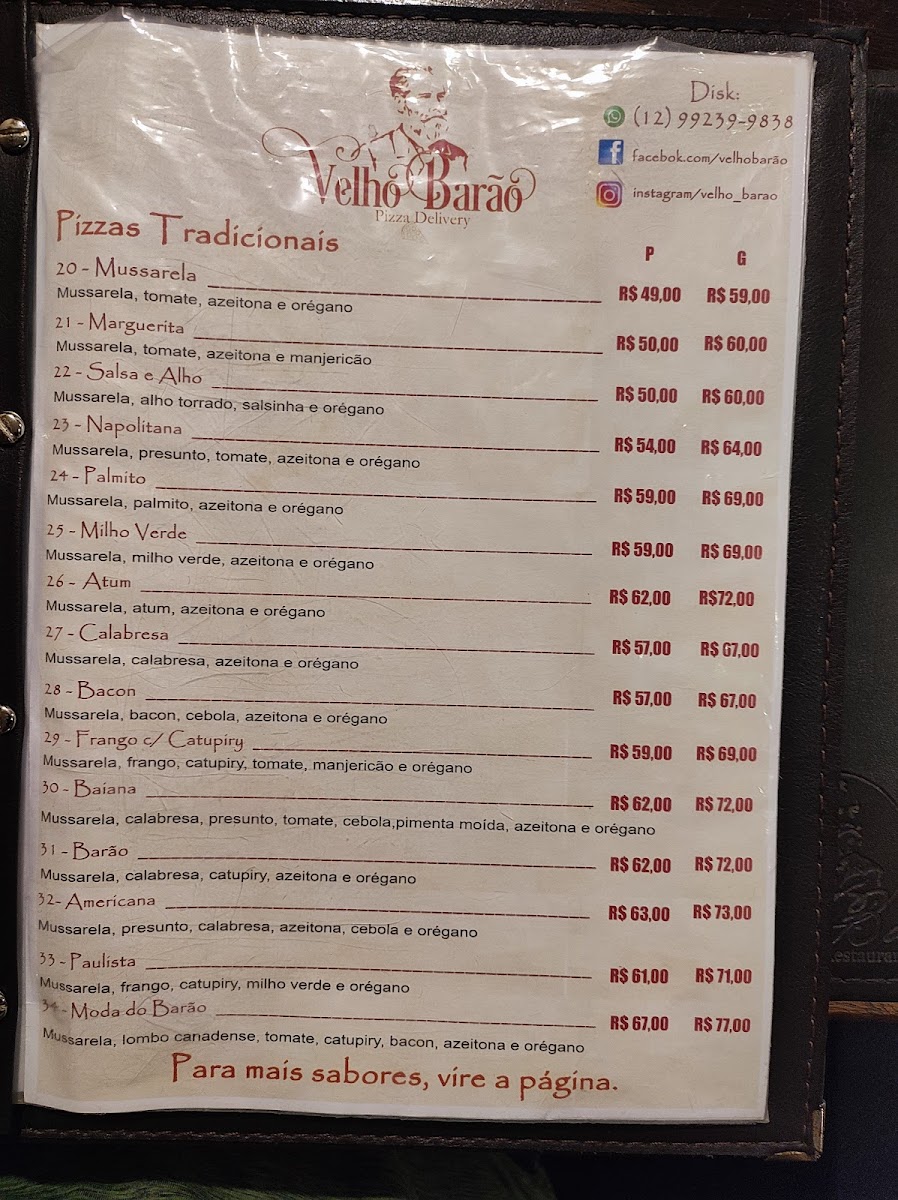 Velho Barão
Pizza Delivery
Disk:
(12) 99239-9838
facebok.com/velhobarão
instagram/velho_barao
Pizzas Tradicionais P G
20 - Mussarela R$ 49,00 R$ 59,00
Mussarela, tomate, azeitona e orégano
21 - Marguerita R$ 50,00 R$ 60,00
Mussarela, tomate, azeitona e manjericão
22 - Salsa e Alho R$ 50,00 R$ 60,00
Mussarela, alho torrado, salsinha e orégano
23 - Napolitana R$ 54,00 R$ 64,00
Mussarela, presunto, tomate, azeitona e orégano
24 - Palmito R$ 59,00 R$ 69,00
Mussarela, palmito, azeitona e orégano
25 - Milho Verde R$ 59,00 R$ 69,00
Mussarela, milho verde, azeitona e orégano
26 - Atum R$ 62,00 R$72,00
Mussarela, atum, azeitona e orégano
27 - Calabresa R$ 57,00 R$ 67,00
Mussarela, calabresa, azeitona e orégano
28 - Bacon R$ 57,00 R$ 67,00
Mussarela, bacon, cebola, azeitona e orégano
29 - Frango c/ Catupiry R$ 59,00 R$ 69,00
Mussarela, frango, catupiry, tomate, manjericão e orégano
30 - Baiana R$ 62,00 R$ 72,00
Mussarela, calabresa, presunto, tomate, cebola,pimenta moída, azeitona e orégano
31 - Barão R$ 62,00 R$ 72,00
Mussarela, calabresa, catupiry, azeitona e orégano
32- Americana R$ 63,00 R$ 73,00
Mussarela, presunto, calabresa, azeitona, cebola e orégano
33 - Paulista R$ 61,00 R$ 71,00
Mussarela, frango, catupiry, milho verde e orégano
34 - Moda do Barão R$ 67,00 R$ 77,00
Mussarela, lombo canadense, tomate, catupiry, bacon, azeitona e orégano
Para mais sabores, vire a página.